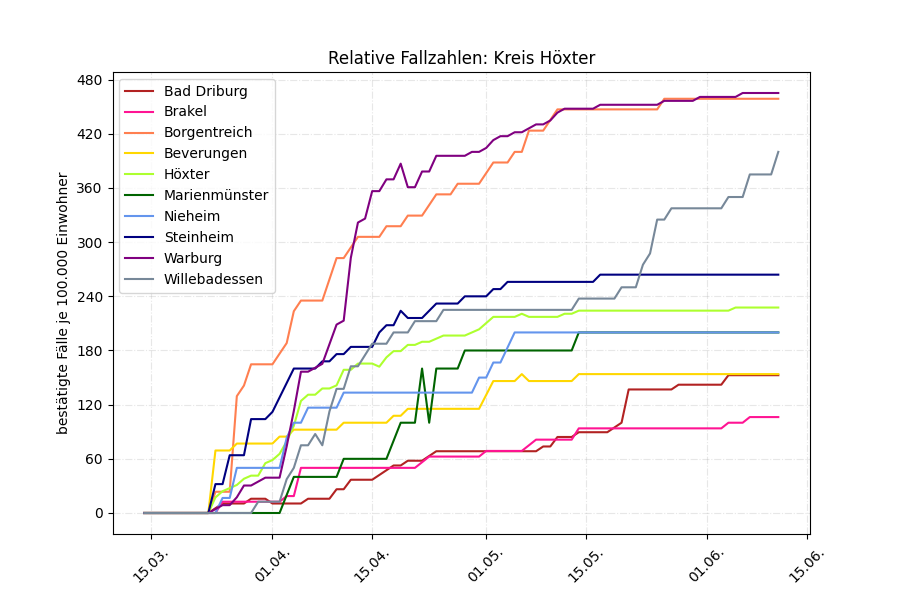 Relative Fallzahlen: Kreis Höxter
bestätigte Fälle je 100.000 Einwohner
480
420
360
300
240
180
120
60
0
Bad Driburg
Brakel
Borgentreich
Beverungen
Höxter
Marienmünster
Nieheim
Steinheim
Warburg
Willebadessen
15.03.
01.04.
15.04.
01.05.
15.05.
01.06.
15.06.